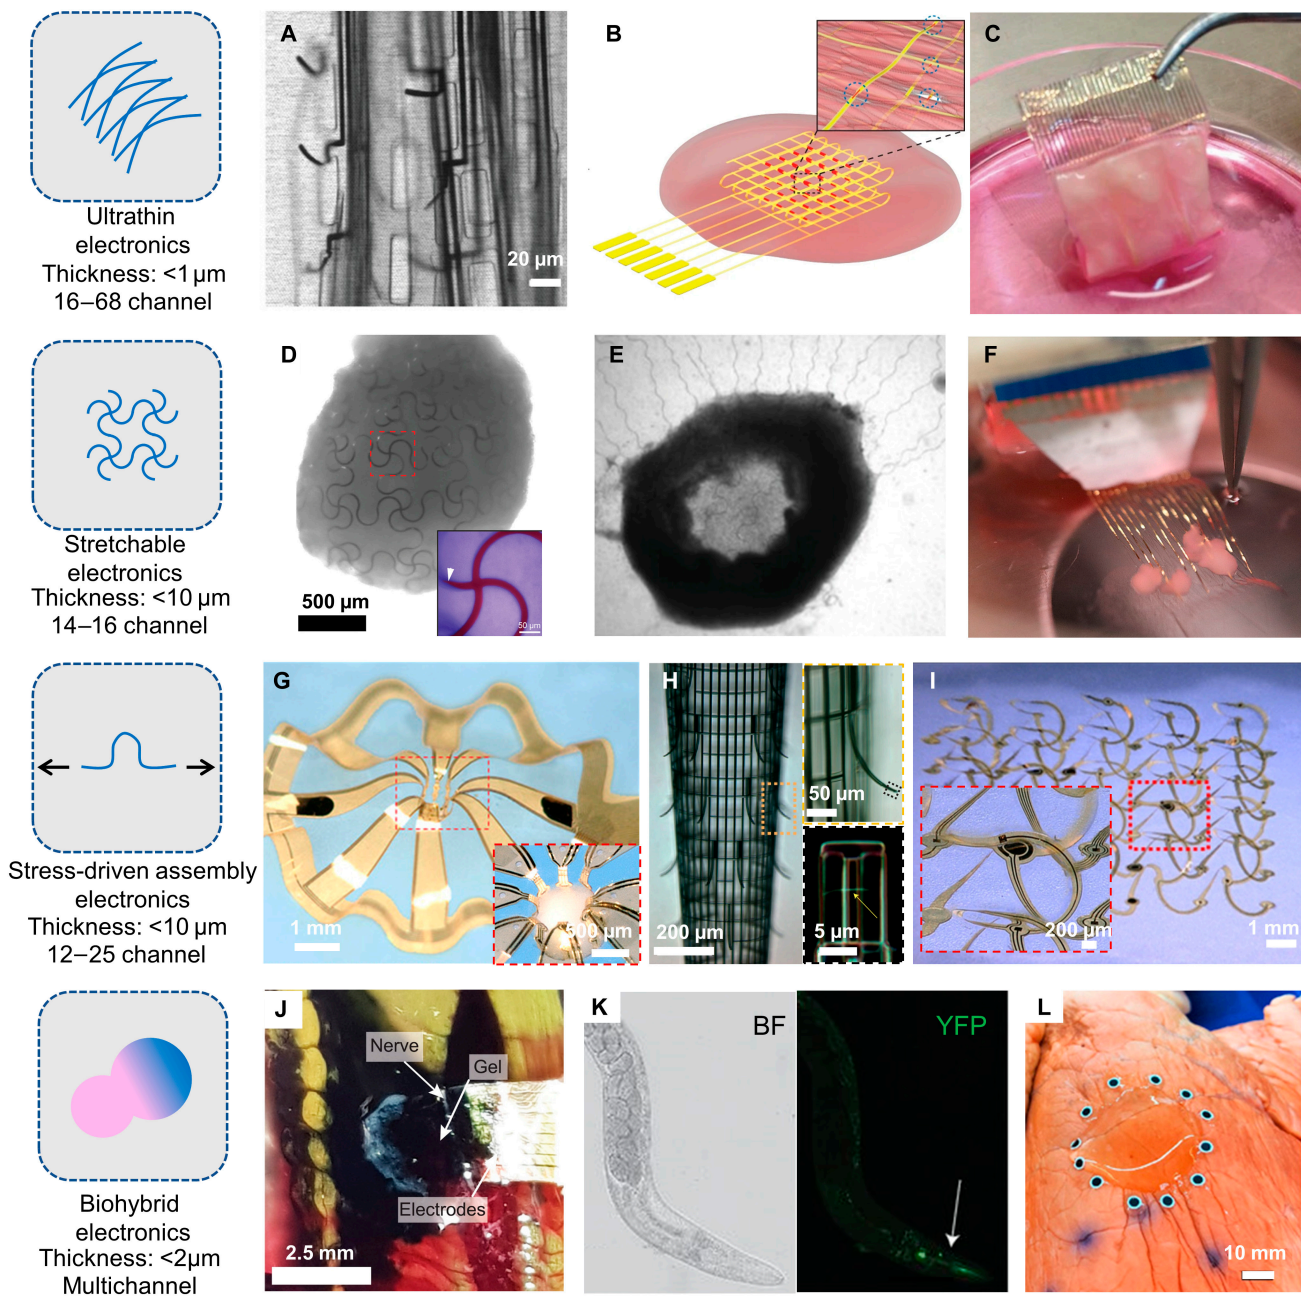 A
B
C
Ultrathin
electronics
Thickness: <1 µm
16–68 channel
20 µm
D
E
F
Stretchable
electronics
Thickness: <10 µm
14–16 channel
500 µm
50 µm
G
H
I
Stress-driven assembly
electronics
Thickness: <10 µm
12–25 channel
1 mm
500 µm
200 µm
50 µm
5 µm
200 µm
1 mm
J
K
L
Biohybrid
electronics
Thickness: <2µm
Multichannel
Nerve
Gel
Electrodes
2.5 mm
BF
YFP
10 mm